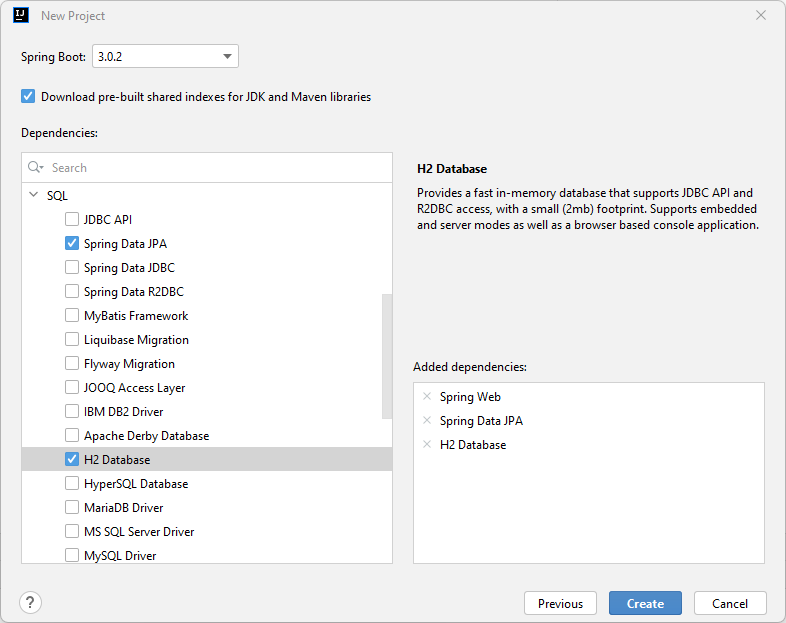 IJ
New Project
Spring Boot: 3.0.2
Download pre-built shared indexes for JDK and Maven libraries
Dependencies:
Search
SQL
JDBC API
Spring Data JPA
Spring Data JDBC
Spring Data R2DBC
MyBatis Framework
Liquibase Migration
Flyway Migration
JOOQ Access Layer
IBM DB2 Driver
Apache Derby Database
H2 Database
HyperSQL Database
MariaDB Driver
MS SQL Server Driver
MySQL Driver
H2 Database
Provides a fast in-memory database that supports JDBC API and
R2DBC access, with a small (2mb) footprint. Supports embedded
and server modes as well as a browser based console application.
Added dependencies:
Spring Web
Spring Data JPA
H2 Database
?
Previous
Create
Cancel